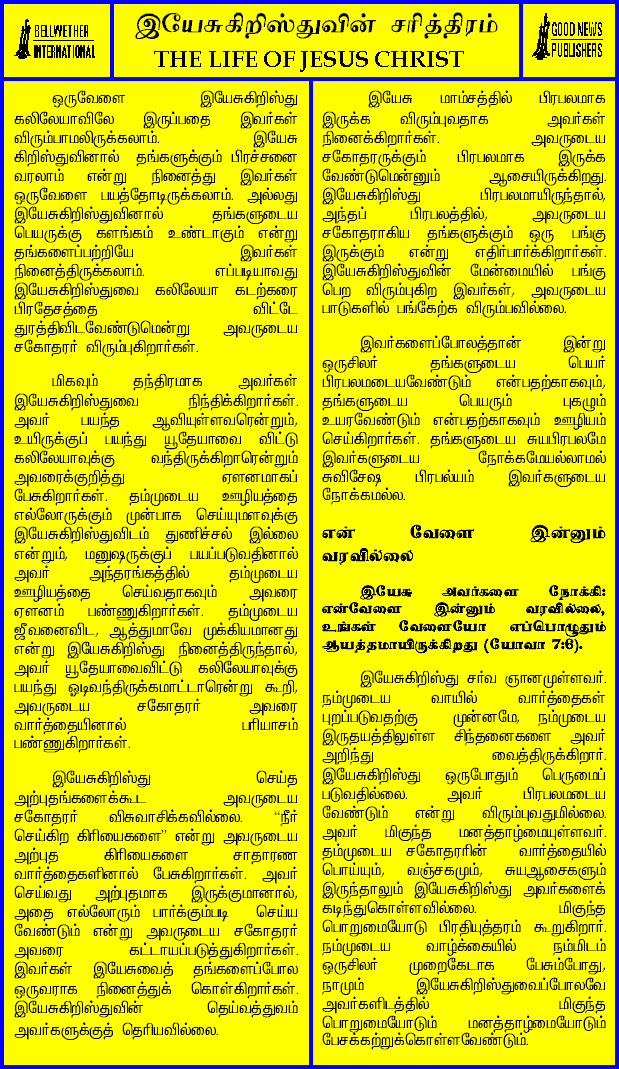 BELLWETHER
INTERNATIONAL
இயேசுகிறிஸ்துவின் சரித்திரம்
THE LIFE OF JESUS CHRIST
GOOD NEWS
PUBLISHERS
ஒருவேளை இயேசுகிறிஸ்து
கலிலேயாவிலே இருப்பதை இவர்கள்
விரும்பாமலிருக்கலாம். இயேசு
கிறிஸ்துவினால் தங்களுக்கும் பிரச்சனை
வரலாம் என்று நினைத்து இவர்கள்
ஒருவேளை பயத்தோடிருக்கலாம். அல்லது
இயேசுகிறிஸ்துவினால் தங்களுடைய
பெயருக்கு களங்கம் உண்டாகும் என்று
தங்களைப்பற்றியே இவர்கள்
நினைத்திருக்கலாம். எப்படியாவது
இயேசுகிறிஸ்துவை கலிலேயா கடற்கரை
பிரதேசத்தை விட்டே
துரத்திவிடவேண்டுமென்று அவருடைய
சகோதரர் விரும்புகிறார்கள்.
மிகவும் தந்திரமாக அவர்கள்
இயேசுகிறிஸ்துவை நிந்திக்கிறார்கள்.
அவர் பயந்த ஆவியுள்ளவரென்றும்,
உயிருக்குப் பயந்து யூதேயாவை விட்டு
கலிலேயாவுக்கு வந்திருக்கிறாரென்றும்
அவரைக்குறித்து ஏளனமாகப்
பேசுகிறார்கள். தம்முடைய ஊழியத்தை
எல்லோருக்கும் முன்பாக செய்யுமளவுக்கு
இயேசுகிறிஸ்துவிடம் துணிச்சல் இல்லை
என்றும், மனுஷருக்குப் பயப்படுவதினால்
அவர் அந்தரங்கத்தில் தம்முடைய
ஊழியத்தை செய்வதாகவும் அவரை
ஏளனம் பண்ணுகிறார்கள். தம்முடைய
ஜீவனைவிட, ஆத்துமாவே முக்கியமானது
என்று இயேசுகிறிஸ்து நினைத்திருந்தால்,
அவர் யூதேயாவைவிட்டு கலிலேயாவுக்கு
பயந்து ஓடிவந்திருக்கமாட்டாரென்று கூறி,
அவருடைய சகோதரர் அவரை
வார்த்தையினால் பரியாசம்
பண்ணுகிறார்கள்.
இயேசுகிறிஸ்து செய்த
அற்புதங்களைக்கூட அவருடைய
சகோதரர் விசுவாசிக்கவில்லை. “நீர்
செய்கிற கிரியைகளை” என்று அவருடைய
அற்புத கிரியைகளை சாதாரண
வார்த்தைகளினால் பேசுகிறார்கள். அவர்
செய்வது அற்புதமாக இருக்குமானால்,
அதை எல்லோரும் பார்க்கும்படி செய்ய
வேண்டும் என்று அவருடைய சகோதரர்
அவரை கட்டாயப்படுத்துகிறார்கள்.
இவர்கள் இயேசுவைத் தங்களைப்போல
ஒருவராக நினைத்துக் கொள்கிறார்கள்.
இயேசுகிறிஸ்துவின் தெய்வத்துவம்
அவர்களுக்குத் தெரியவில்லை.
இயேசு மாம்சத்தில் பிரபலமாக
இருக்க விரும்புவதாக அவர்கள்
நினைக்கிறார்கள். அவருடைய
சகோதரருக்கும் பிரபலமாக இருக்க
வேண்டுமென்னும் ஆசையிருக்கிறது.
இயேசுகிறிஸ்து பிரபலமாயிருந்தால்,
அந்தப் பிரபலத்தில், அவருடைய
சகோதராகிய தங்களுக்கும் ஒரு பங்கு
இருக்கும் என்று எதிர்பார்க்கிறார்கள்.
இயேசுகிறிஸ்துவின் மேன்மையில் பங்கு
பெற விரும்புகிற இவர்கள், அவருடைய
பாடுகளில் பங்கேற்க விரும்பவில்லை.
இவர்களைப்போலத்தான் இன்று
ஒருசிலர் தங்களுடைய பெயர்
பிரபலமடையவேண்டும் என்பதற்காகவும்,
தங்களுடைய பெயரும் புகழும்
உயரவேண்டும் என்பதற்காகவும் ஊழியம்
செய்கிறார்கள். தங்களுடைய சுயபிரபலமே
இவர்களுடைய நோக்கமேயல்லாமல்
சுவிசேஷ பிரபல்யம் இவர்களுடைய
நோக்கமல்ல.
என் வேளை இன்னும்
வரவில்லை
இயேசு அவர்களை நோக்கி:
என்வேளை இன்னும் வரவில்லை,
உங்கள் வேளையோ எப்பொழுதும்
ஆயத்தமாயிருக்கிறது (யோவா 7:6).
இயேசுகிறிஸ்து சர்வ ஞானமுள்ளவர்.
நம்முடைய வாயில் வார்த்தைகள்
புறப்படுவதற்கு முன்னமே, நம்முடைய
இருதயத்திலுள்ள சிந்தனைகளை அவர்
அறிந்து வைத்திருக்கிறார்.
இயேசுகிறிஸ்து ஒருபோதும் பெருமைப்
படுவதில்லை. அவர் பிரபலமடைய
வேண்டும் என்று விரும்புவதுமில்லை.
அவர் மிகுந்த மனத்தாழ்மையுள்ளவர்.
தம்முடைய சகோதரரின் வார்த்தையில்
பொய்யும், வஞ்சகமும், சுயஆசைகளும்
இருந்தாலும் இயேசுகிறிஸ்து அவர்களைக்
கடிந்துகொள்ளவில்லை. மிகுந்த
பொறுமையோடு பிரதியுத்தரம் கூறுகிறார்.
நம்முடைய வாழ்க்கையில் நம்மிடம்
ஒருசிலர் முறைகேடாக பேசும்போது,
நாமும் இயேசுகிறிஸ்துவைப்போலவே
அவர்களிடத்தில் மிகுந்த
பொறுமையோடும் மனத்தாழ்மையோடும்
பேசக்கற்றுக்கொள்ளவேண்டும்.